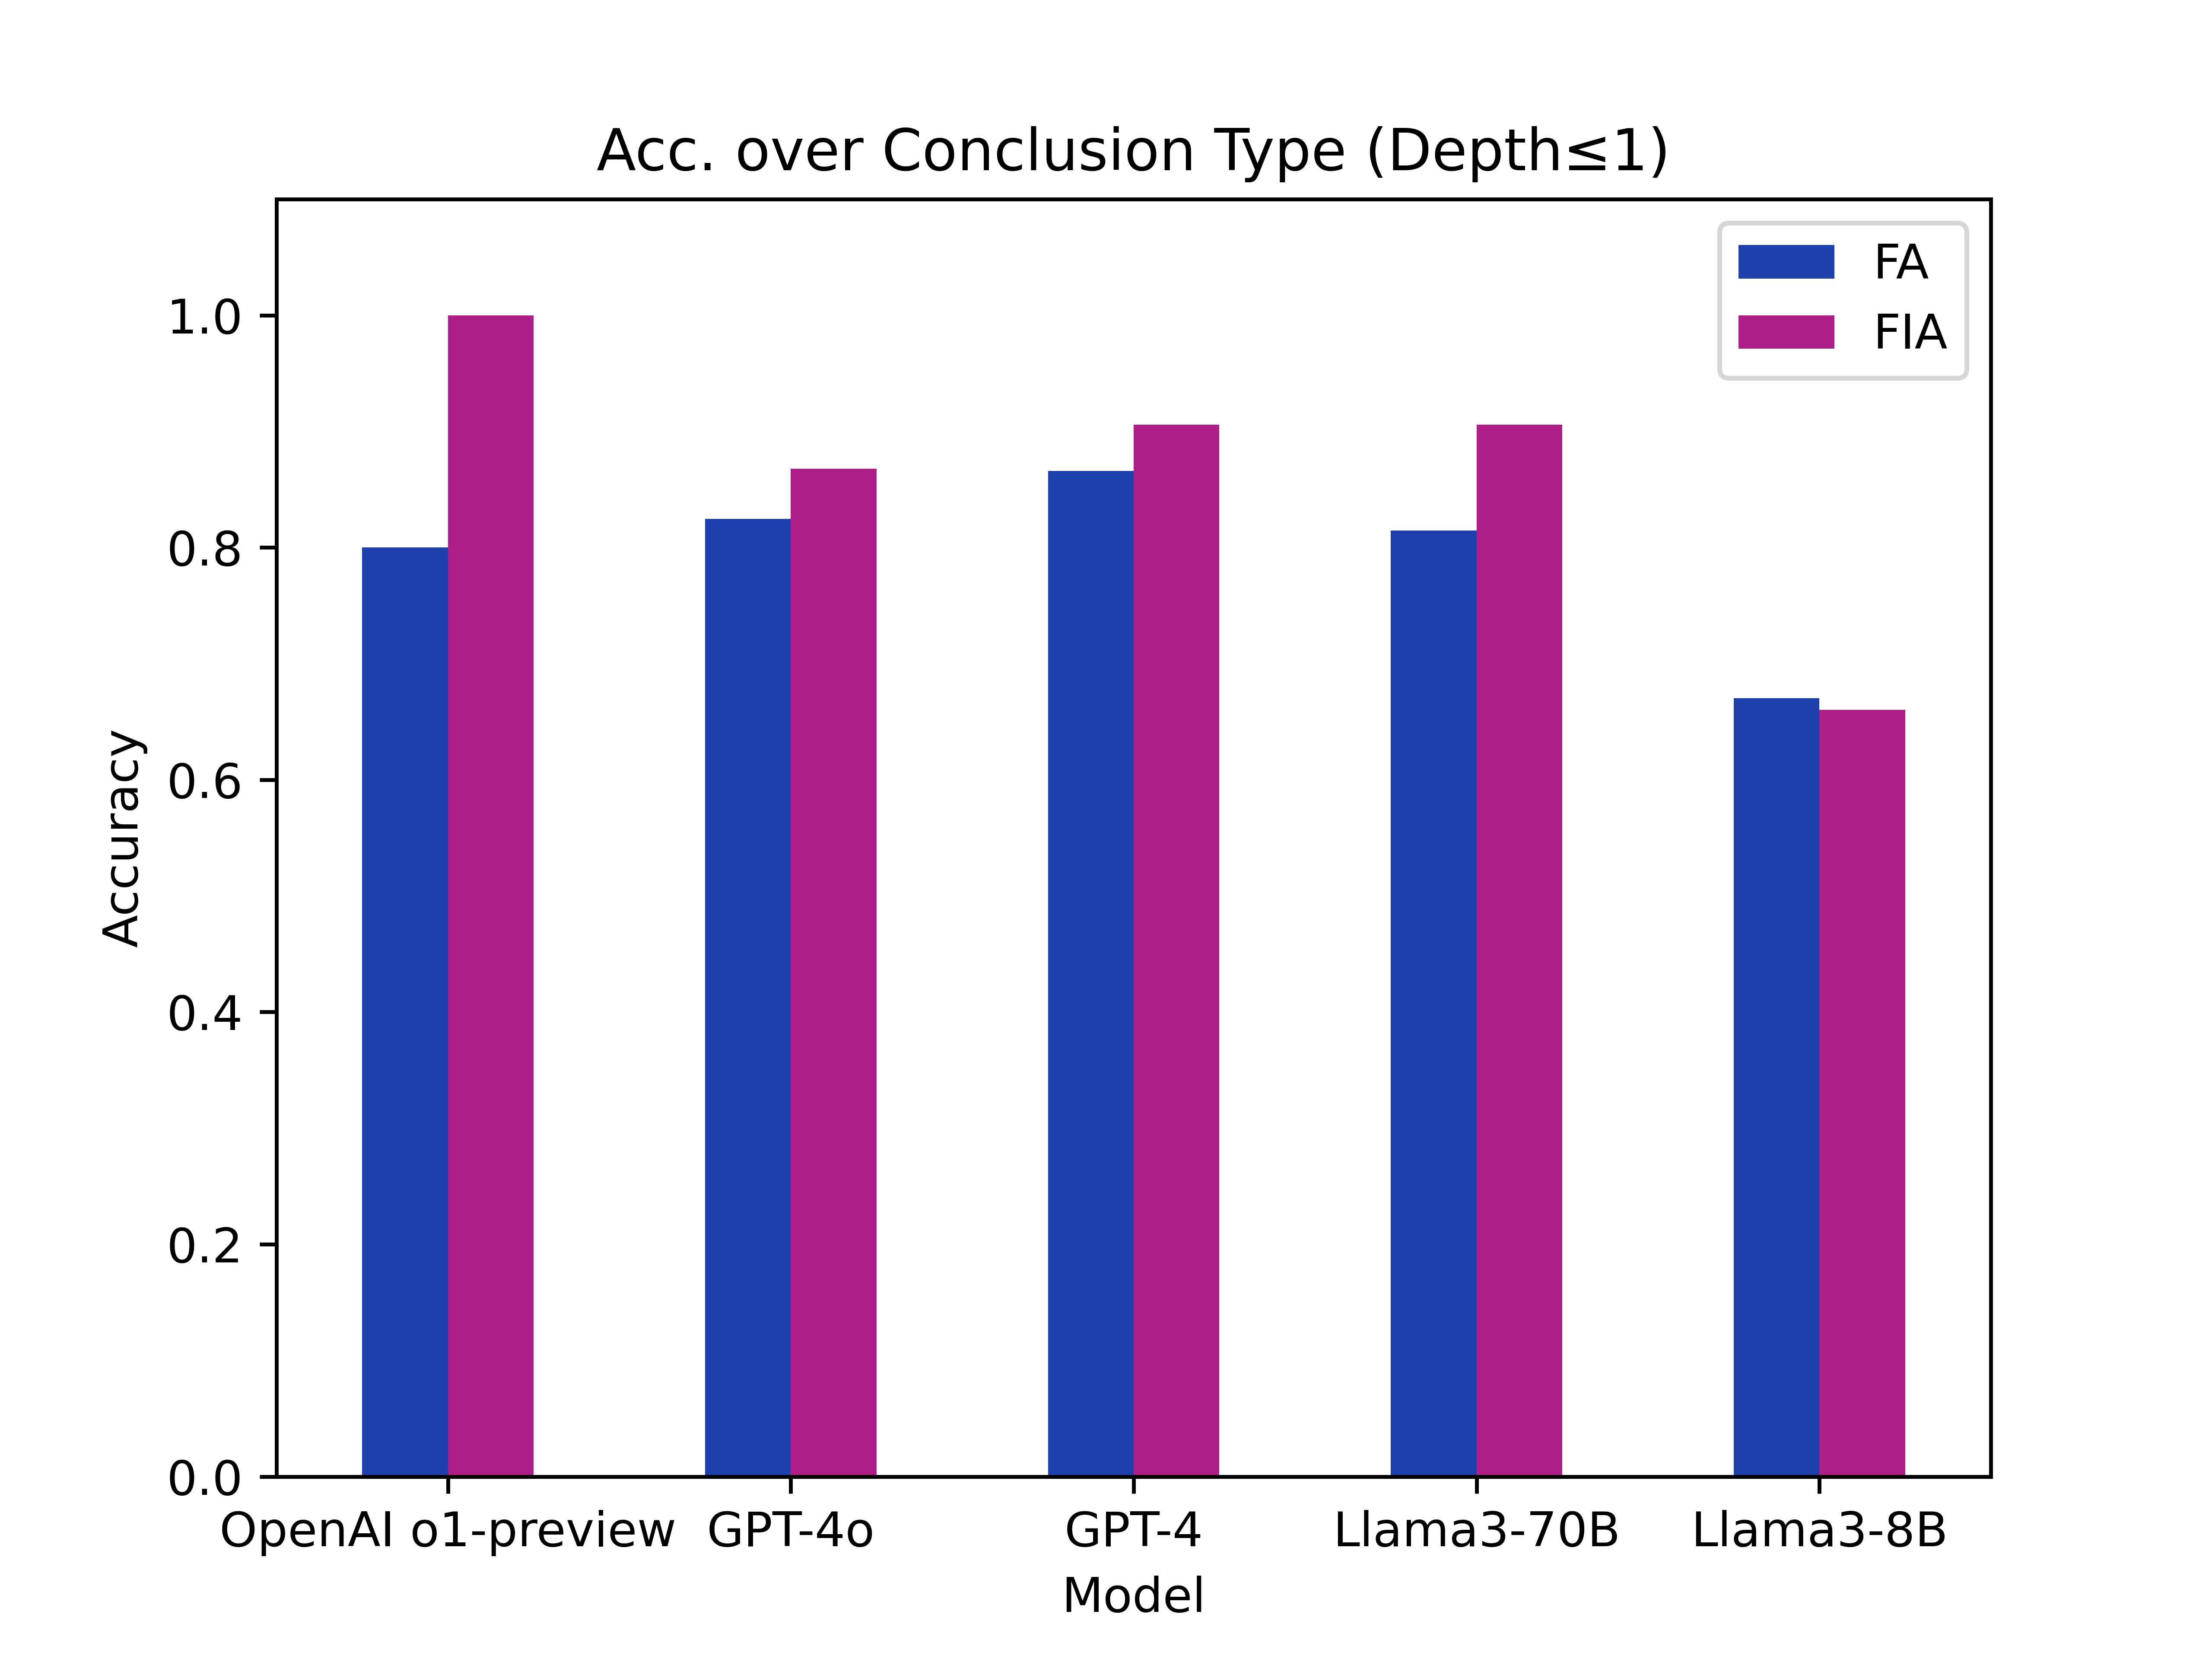 Acc. over Conclusion Type (Depth≤1)
FA
FIA
1.0
0.8
0.6
0.4
0.2
0.0
Accuracy
OpenAI o1-preview
GPT-4o
GPT-4
Llama3-70B
Llama3-8B
Model